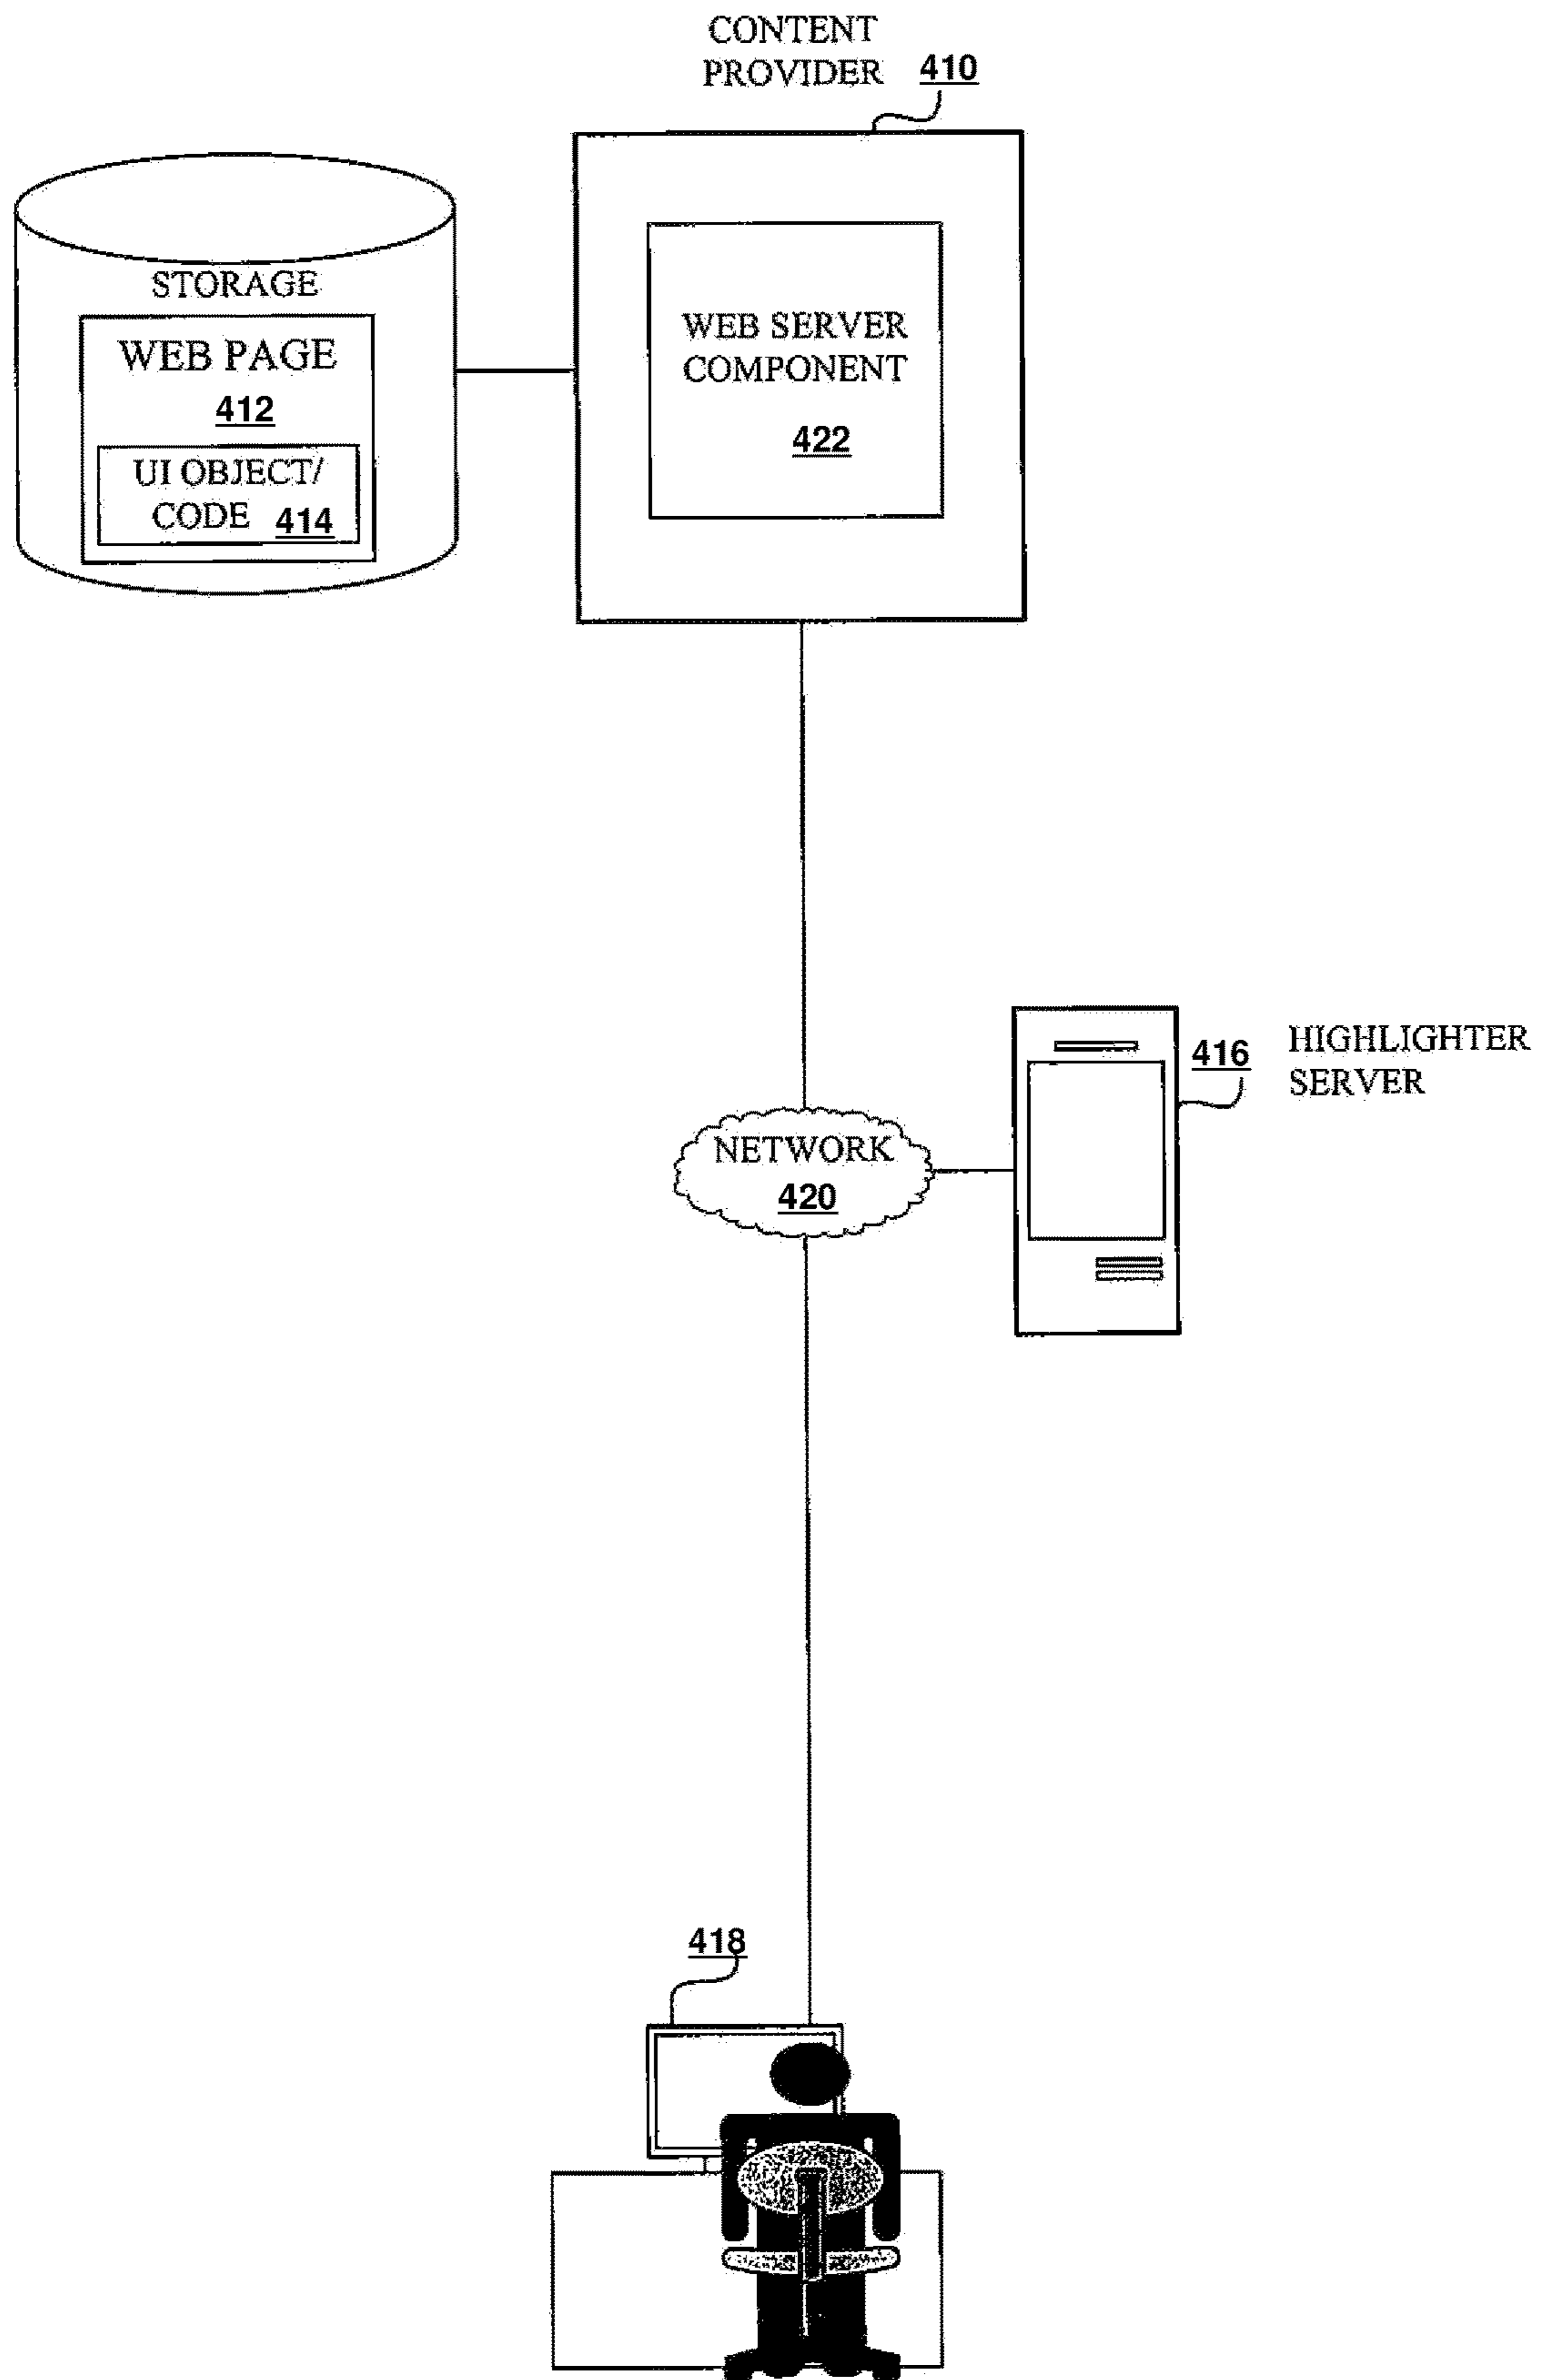 CONTENT
PROVIDER 410
STORAGE
WEB PAGE
412
UI OBJECT/
CODE 414
WEB SERVER
COMPONENT
422
NETWORK
420
416 HIGHLIGHTER
SERVER
418